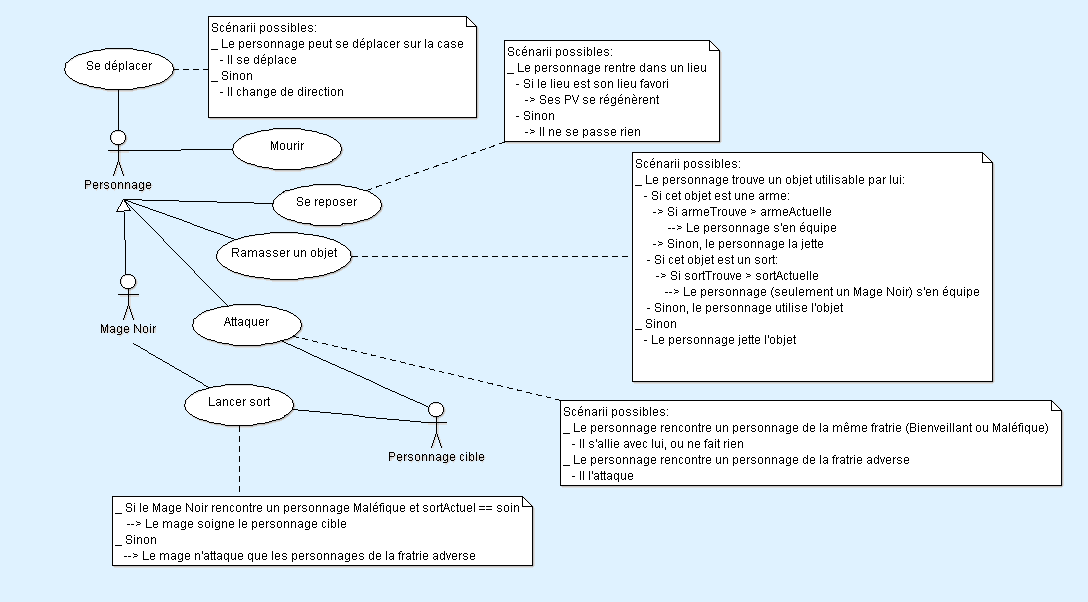 Scénarii possibles:
_ Le personnage peut se déplacer sur la case
- Il se déplace
_ Sinon
- Il change de direction
Se déplacer
Scénarii possibles:
_ Le personnage rentre dans un lieu
- Si le lieu est son lieu favori
-> Ses PV se régénèrent
- Sinon
-> Il ne se passe rien
Mourir
Personnage
Se reposer
Scénarii possibles:
_ Le personnage trouve un objet utilisable par lui:
- Si cet objet est une arme:
-> Si armeTrouve > armeActuelle
--> Le personnage s'en équipe
-> Sinon, le personnage la jette
- Si cet objet est un sort:
-> Si sortTrouve > sortActuelle
--> Le personnage (seulement un Mage Noir) s'en équipe
- Sinon, le personnage utilise l'objet
_ Sinon
- Le personnage jette l'objet
Ramasser un objet
Mage Noir
Attaquer
Lancer sort
Personnage cible
Scénarii possibles:
_ Le personnage rencontre un personnage de la même fratrie (Bienveillant ou Maléfique)
- Il s'allie avec lui, ou ne fait rien
_ Le personnage rencontre un personnage de la fratrie adverse
- Il l'attaque
_ Si le Mage Noir rencontre un personnage Maléfique et sortActuel == soin
--> Le mage soigne le personnage cible
_ Sinon
--> Le mage n'attaque que les personnages de la fratrie adverse